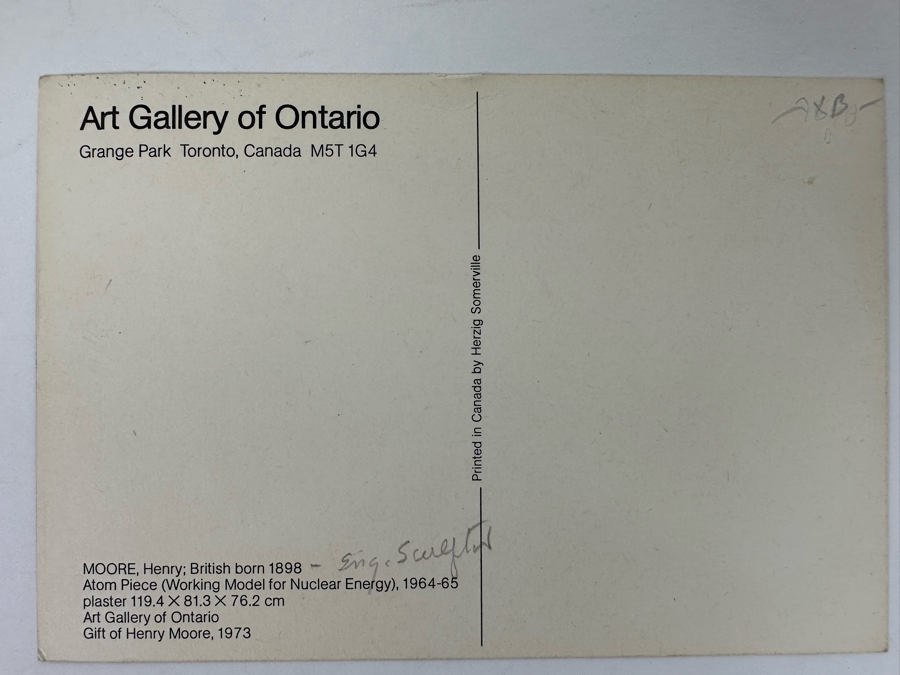 Art Gallery of Ontario
Grange Park Toronto, Canada M5T 1G4
Printed in Canada by Herzig Somerville
MOORE, Henry; British born 1898 – Eng. Sculptor
Atom Piece (Working Model for Nuclear Energy), 1964-65
plaster 119.4 X 81.3 X 76.2 cm
Art Gallery of Ontario
Gift of Henry Moore, 1973